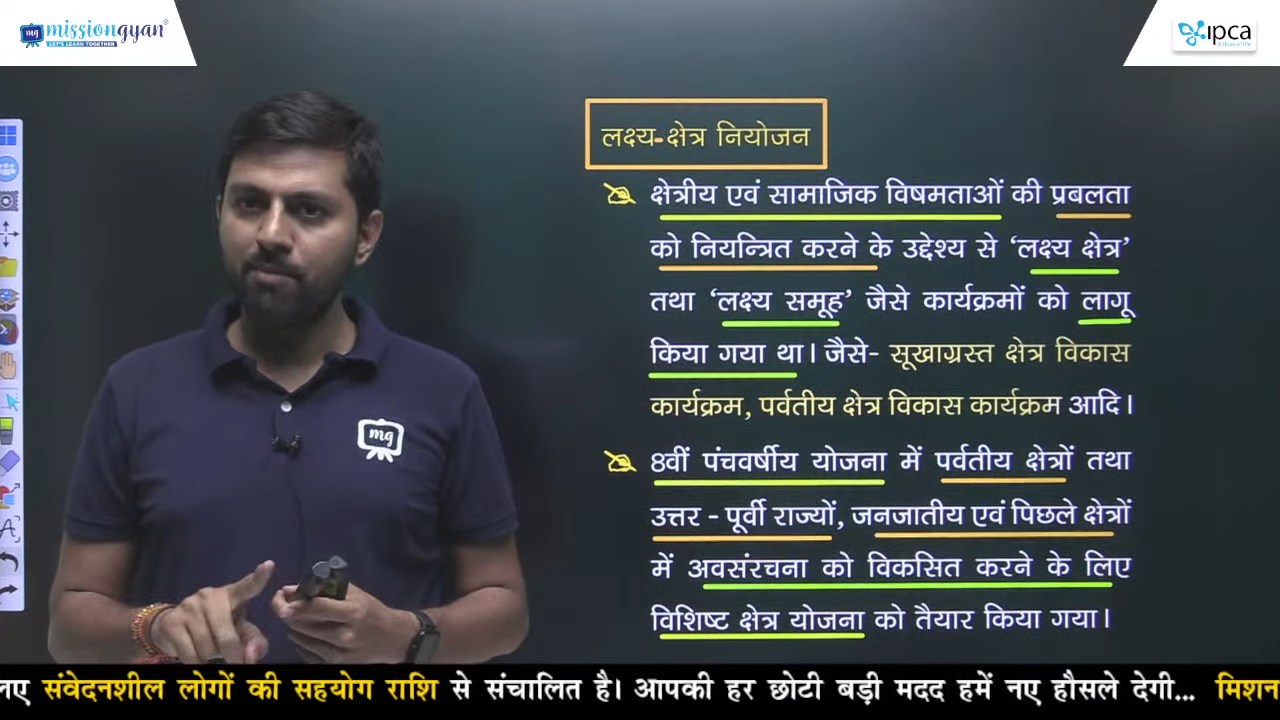 mg missiongyan
LET'S LEARN TOGETHER
ipca
लक्ष्य-क्षेत्र नियोजन
क्षेत्रीय एवं सामाजिक विषमताओं की प्रबलता
को नियन्त्रित करने के उद्देश्य से ‘लक्ष्य क्षेत्र’
तथा ‘लक्ष्य समूह’ जैसे कार्यक्रमों को लागू
किया गया था। जैसे- सूखाग्रस्त क्षेत्र विकास
कार्यक्रम, पर्वतीय क्षेत्र विकास कार्यक्रम आदि।
8वीं पंचवर्षीय योजना में पर्वतीय क्षेत्रों तथा
उत्तर - पूर्वी राज्यों, जनजातीय एवं पिछले क्षेत्रों
में अवसंरचना को विकसित करने के लिए
विशिष्ट क्षेत्र योजना को तैयार किया गया।
mg
लए संवेदनशील लोगों की सहयोग राशि से संचालित है। आपकी हर छोटी बड़ी मदद हमें नए हौसले देगी... मिशन